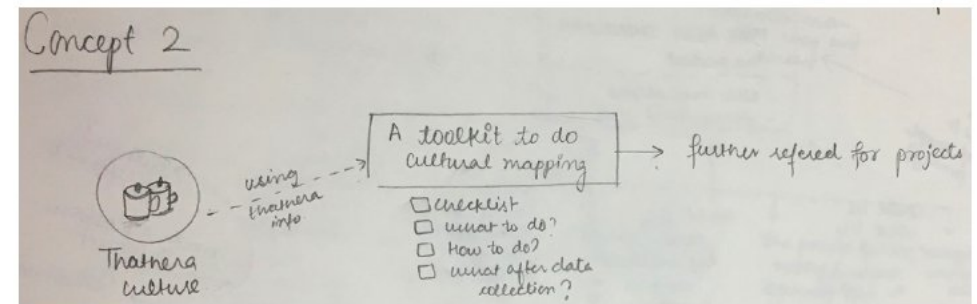 Concept 2
Thathera
culture
using
thathera
info.
A toolkit to do
cultural mapping
checklist
what to do?
How to do?
what after data
collection?
further refered for projects